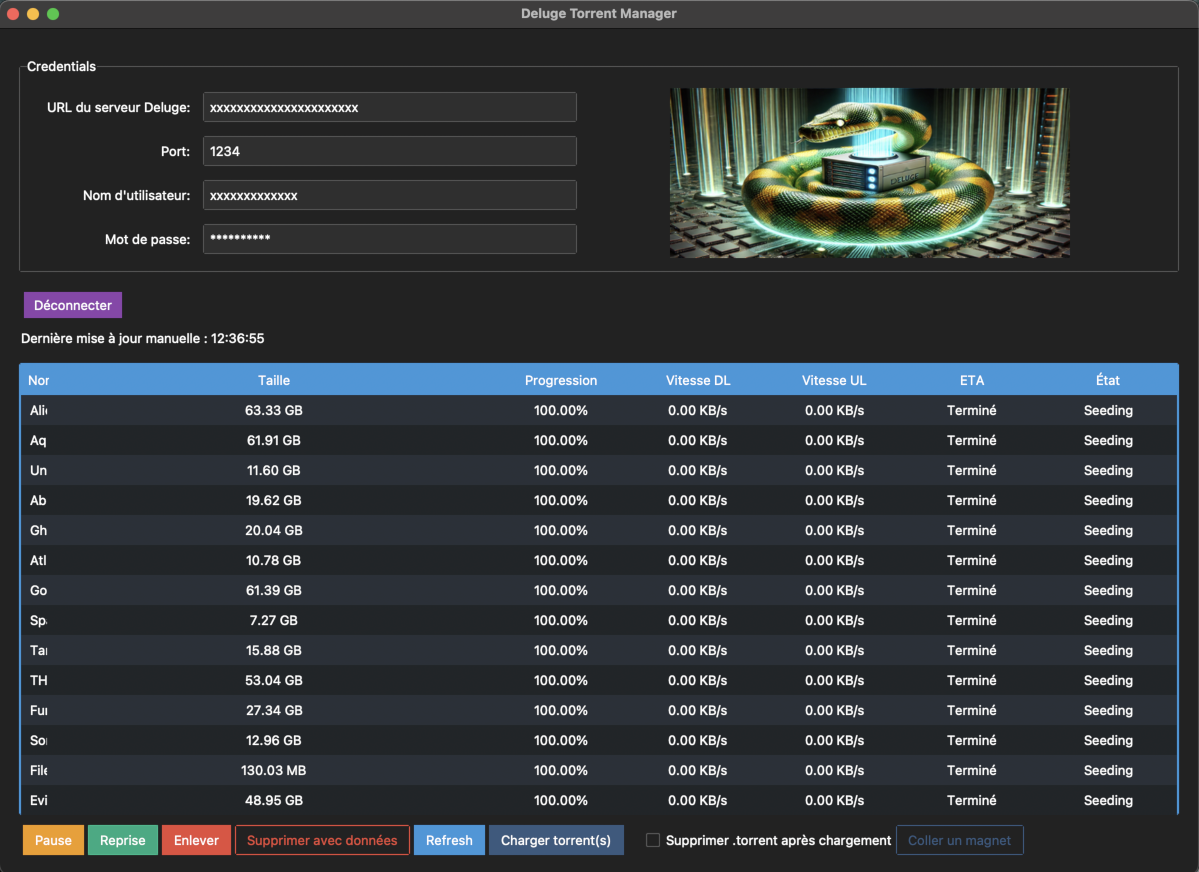 Deluge Torrent Manager
Credentials
URL du serveur Deluge: xxxxxxxxxxxxxxxxxxxxxx
Port: 1234
Nom d'utilisateur: xxxxxxxxxxxxx
Mot de passe: **********
DELUGE
Déconnecter
Dernière mise à jour manuelle : 12:36:55
Nor Taille Progression Vitesse DL Vitesse UL ETA État
Ali 63.33 GB 100.00% 0.00 KB/s 0.00 KB/s Terminé Seeding
Aq 61.91 GB 100.00% 0.00 KB/s 0.00 KB/s Terminé Seeding
Un 11.60 GB 100.00% 0.00 KB/s 0.00 KB/s Terminé Seeding
Ab 19.62 GB 100.00% 0.00 KB/s 0.00 KB/s Terminé Seeding
Gh 20.04 GB 100.00% 0.00 KB/s 0.00 KB/s Terminé Seeding
Atl 10.78 GB 100.00% 0.00 KB/s 0.00 KB/s Terminé Seeding
Go 61.39 GB 100.00% 0.00 KB/s 0.00 KB/s Terminé Seeding
Sp 7.27 GB 100.00% 0.00 KB/s 0.00 KB/s Terminé Seeding
Tar 15.88 GB 100.00% 0.00 KB/s 0.00 KB/s Terminé Seeding
TH 53.04 GB 100.00% 0.00 KB/s 0.00 KB/s Terminé Seeding
Fur 27.34 GB 100.00% 0.00 KB/s 0.00 KB/s Terminé Seeding
So 12.96 GB 100.00% 0.00 KB/s 0.00 KB/s Terminé Seeding
File 130.03 MB 100.00% 0.00 KB/s 0.00 KB/s Terminé Seeding
Evi 48.95 GB 100.00% 0.00 KB/s 0.00 KB/s Terminé Seeding
Pause Reprise Enlever Supprimer avec données Refresh Charger torrent(s) Supprimer .torrent après chargement Coller un magnet